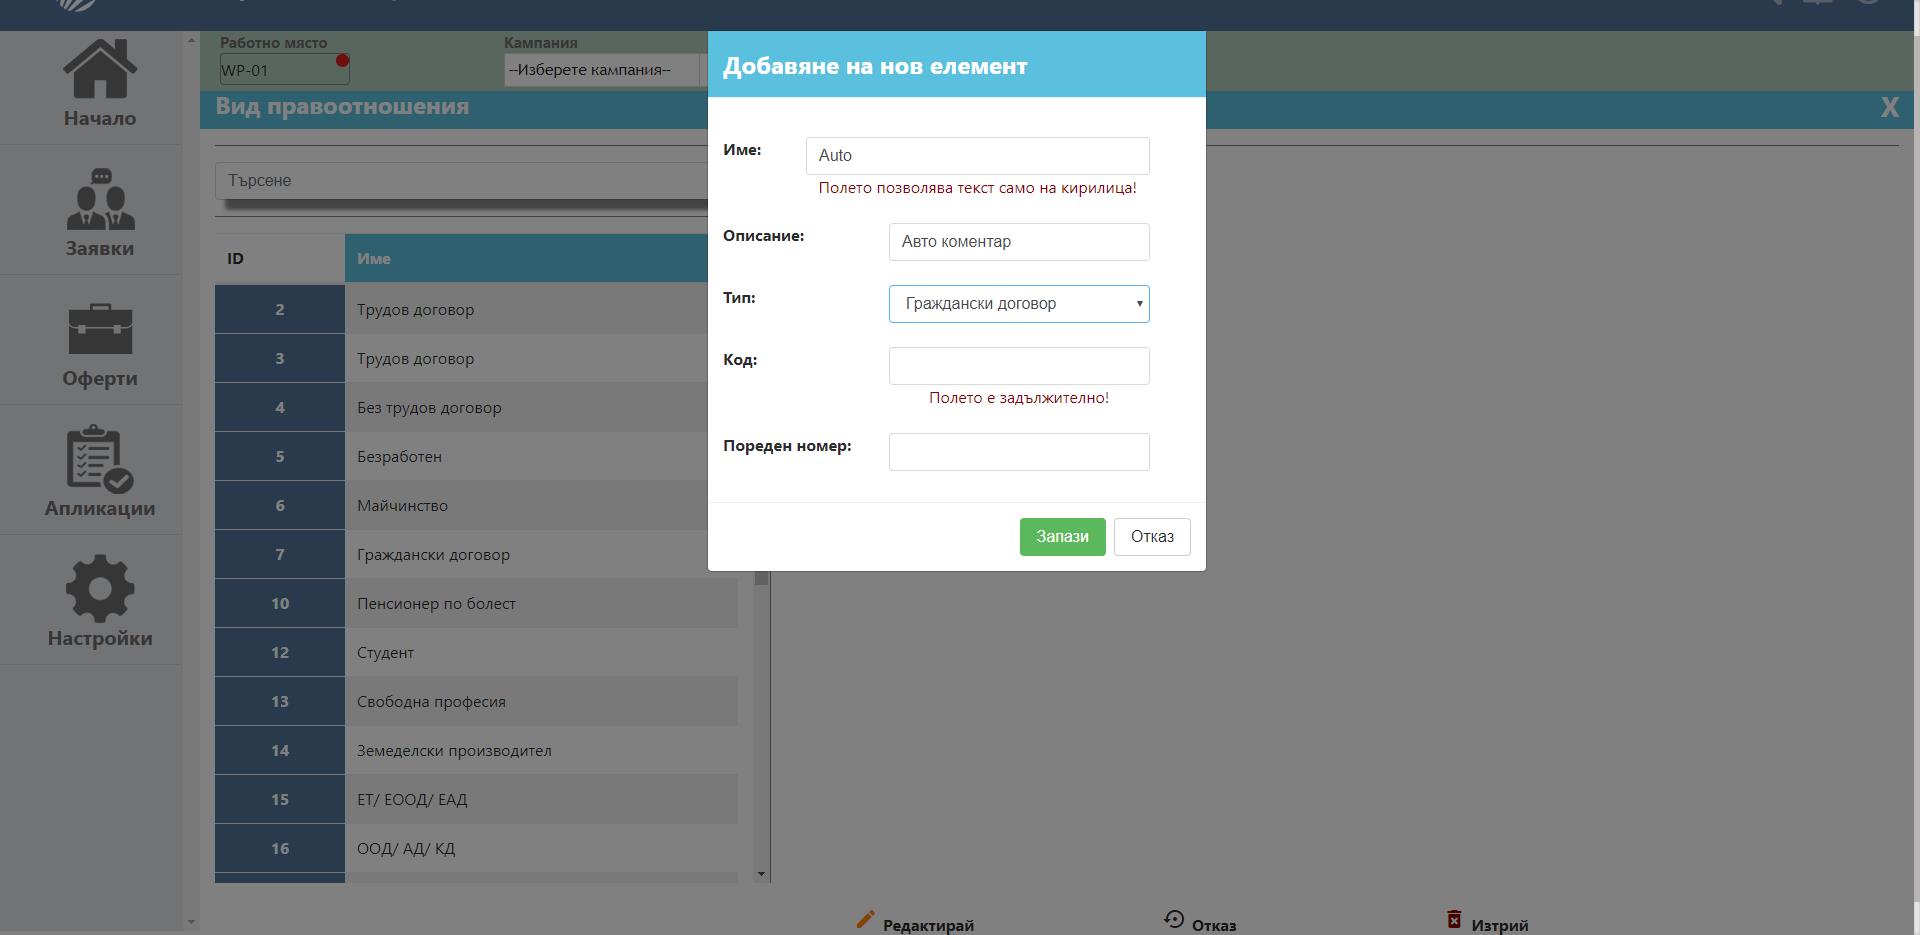 Работно място
WP-01
Кампания
--Изберете кампания--
Начало
Заявки
Оферти
Апликации
Настройки
Вид правоотношения
X
Търсене
ID
Име
2
Трудов договор
3
Трудов договор
4
Без трудов договор
5
Безработен
6
Майчинство
7
Граждански договор
10
Пенсионер по болест
12
Студент
13
Свободна професия
14
Земеделски производител
15
ЕТ/ ЕООД/ ЕАД
16
ООД/ АД/ КД
Добавяне на нов елемент
Име:
Auto
Полето позволява текст само на кирилица!
Описание:
Авто коментар
Тип:
Граждански договор
Код:
Полето е задължително!
Пореден номер:
Запази
Отказ
Редактирай
Отказ
Изтрий